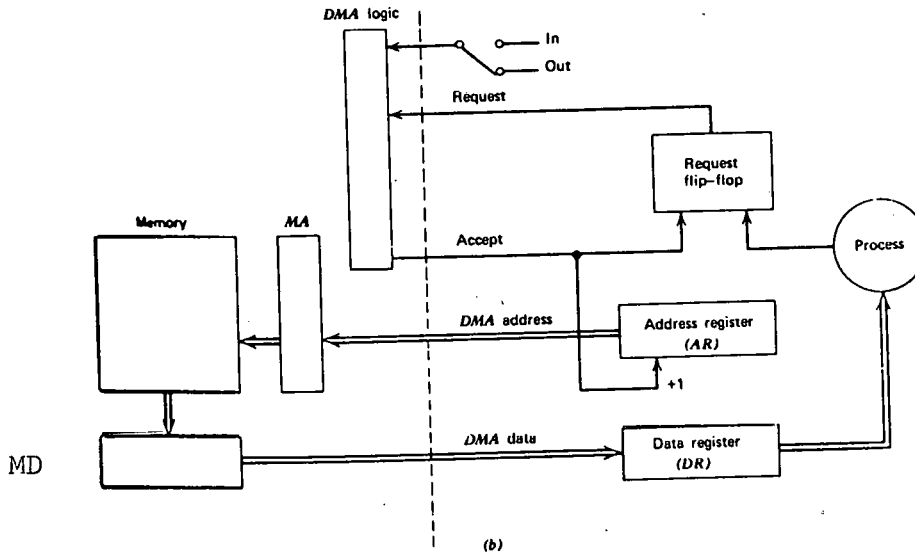 DMA logic
In
Out
Request
Request
flip-flop
Memory
MA
Accept
Process
DMA address
Address register
(AR)
+1
MD
DMA data
Data register
(DR)
(b)